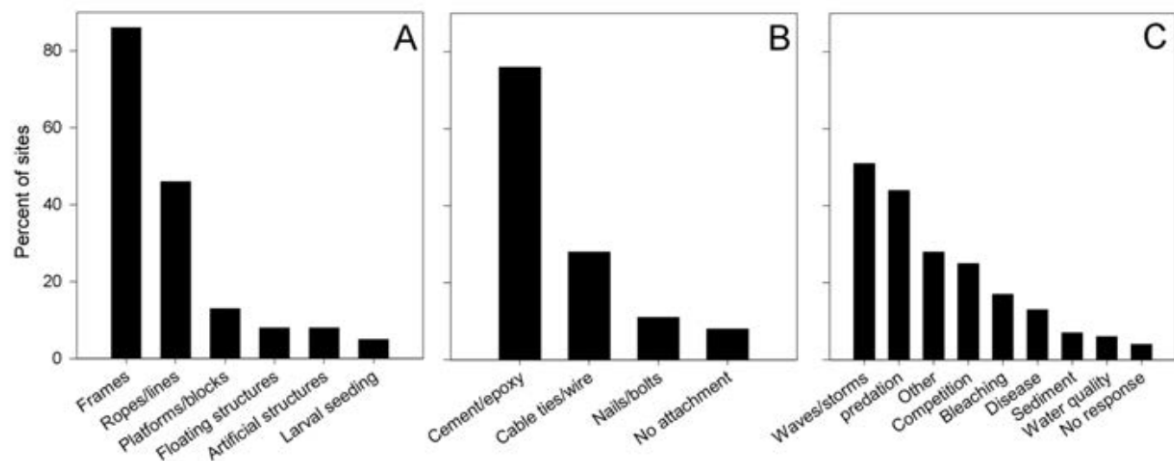 A
B
C
Percent of sites
80
60
40
20
0
Frames
Ropes/lines
Platforms/blocks
Floating structures
Artificial structures
Larval seeding
Cement/epoxy
Cable ties/wire
Nails/bolts
No attachment
Waves/storms
predation
Other
Competition
Bleaching
Disease
Sediment
Water quality
No response